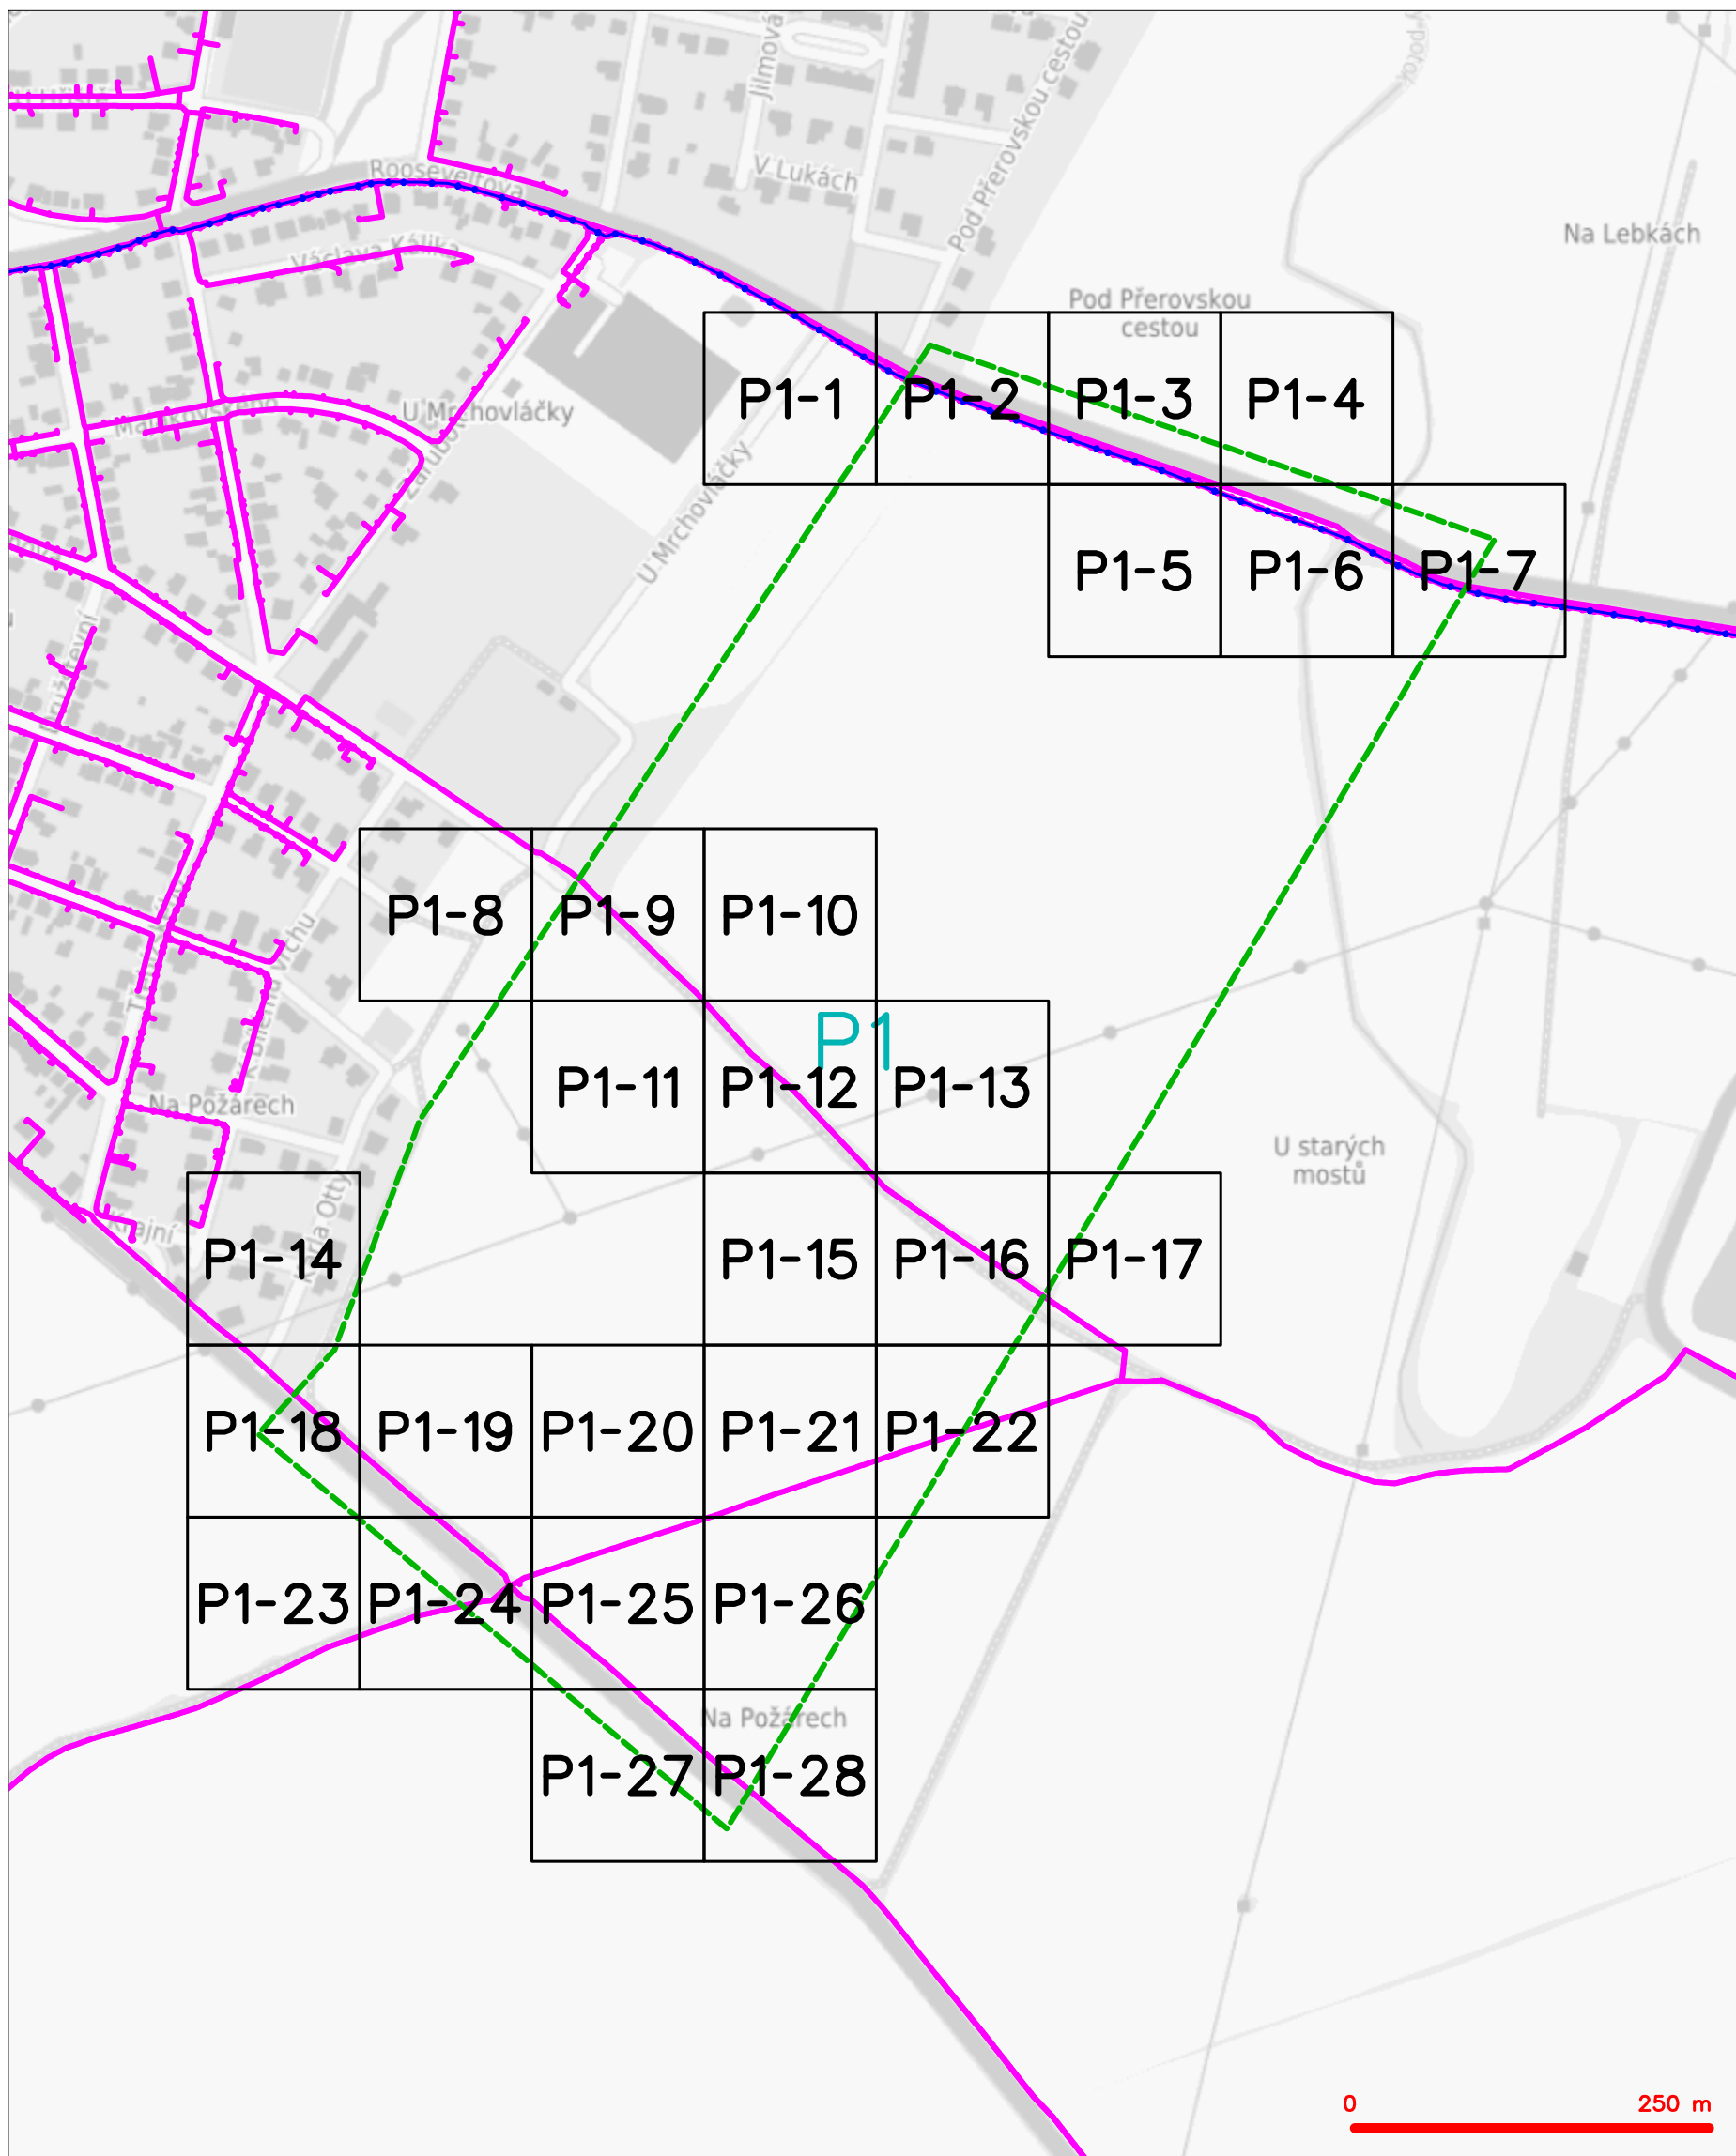 Jilmová
Pod Přerovskou cestou
V Lukách
Rooseveltova
Václava Kálika
Na Lebkách
Pod Přerovskou
cestou
U Mrchovláčky
P1-1
P1-2
P1-3
P1-4
U Mrchovláčky
P1-5
P1-6
P1-7
P1-8
P1-9
P1-10
P1
P1-11
P1-12
P1-13
Na Požárech
U starých
mostů
Krajní
P1-14
P1-15
P1-16
P1-17
P1-18
P1-19
P1-20
P1-21
P1-22
P1-23
P1-24
P1-25
P1-26
Na Požárech
P1-27
P1-28
0
250 m